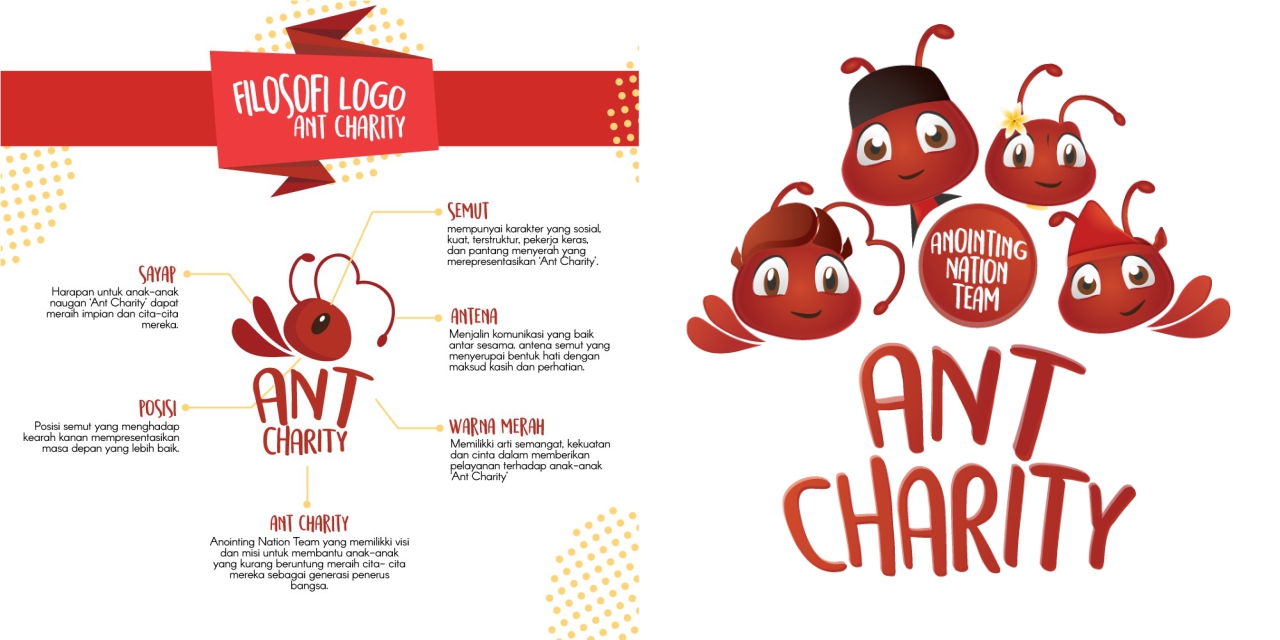 FILOSOFI LOGO
ANT CHARITY
SEMUT
mempunyai karakter yang sosial,
kuat, terstruktur, pekerja keras,
dan pantang menyerah yang
merepresentasikan 'Ant Charity'.
SAYAP
Harapan untuk anak-anak
naugan 'Ant Charity' dapat
meraih impian dan cita-cita
mereka.
ANTENA
Menjalin komunikasi yang baik
antar sesama. antena semut yang
menyerupai bentuk hati dengan
maksud kasih dan perhatian.
ANT
CHARITY
POSISI
Posisi semut yang menghadap
kearah kanan mempresentasikan
masa depan yang lebih baik.
WARNA MERAH
Memilikki arti semangat, kekuatan
dan cinta dalam memberikan
pelayanan terhadap anak-anak
'Ant Charity'
ANT CHARITY
Anointing Nation Team yang memilikki visi
dan misi untuk membantu anak-anak
yang kurang beruntung meraih cita- cita
mereka sebagai generasi penerus
bangsa.
ANOINTING
NATION
TEAM
ANT
CHARITY